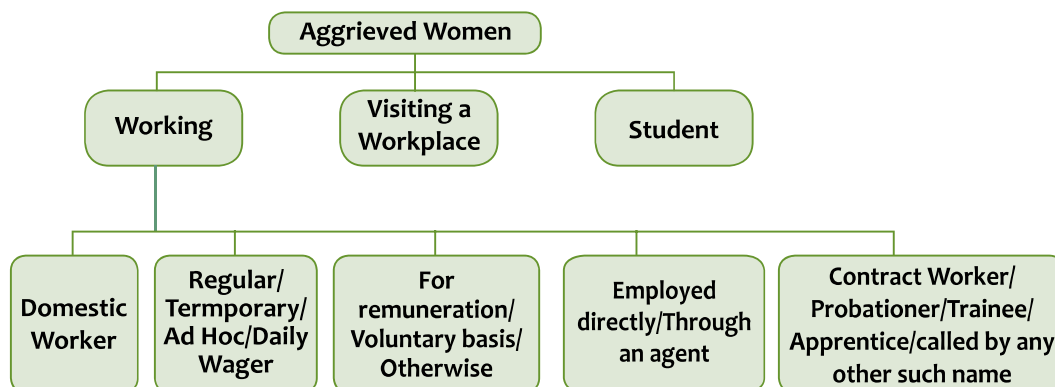 Aggrieved Women
Working
Visiting a
Workplace
Student
Domestic
Worker
Regular/
Termporary/
Ad Hoc/Daily
Wager
For
remuneration/
Voluntary basis/
Otherwise
Employed
directly/Through
an agent
Contract Worker/
Probationer/Trainee/
Apprentice/called by any
other such name